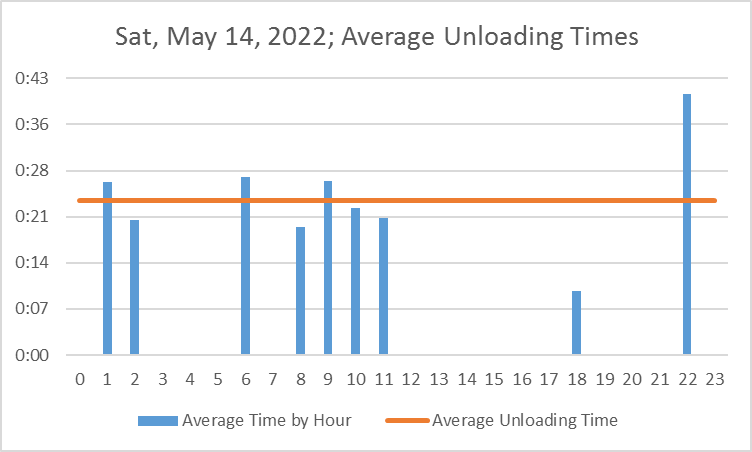 Sat, May 14, 2022; Average Unloading Times
0:43
0:36
0:28
0:21
0:14
0:07
0:00
0 1 2 3 4 5 6 7 8 9 10 11 12 13 14 15 16 17 18 19 20 21 22 23
Average Time by Hour Average Unloading Time